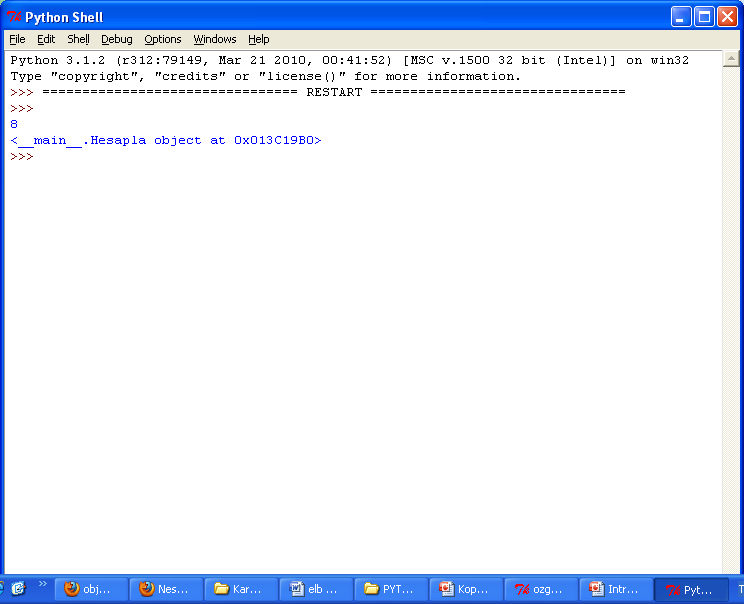 Python Shell
File Edit Shell Debug Options Windows Help
Python 3.1.2 (r312:79149, Mar 21 2010, 00:41:52) [MSC v.1500 32 bit (Intel)] on win32
Type "copyright", "credits" or "license()" for more information.
>>> ================================ RESTART ================================
>>>
8
<__main__.Hesapla object at 0x013C19B0>
>>>
obj... Nes... Kar... elb ... PYT... Kop... ozg... Intr... Pyt...